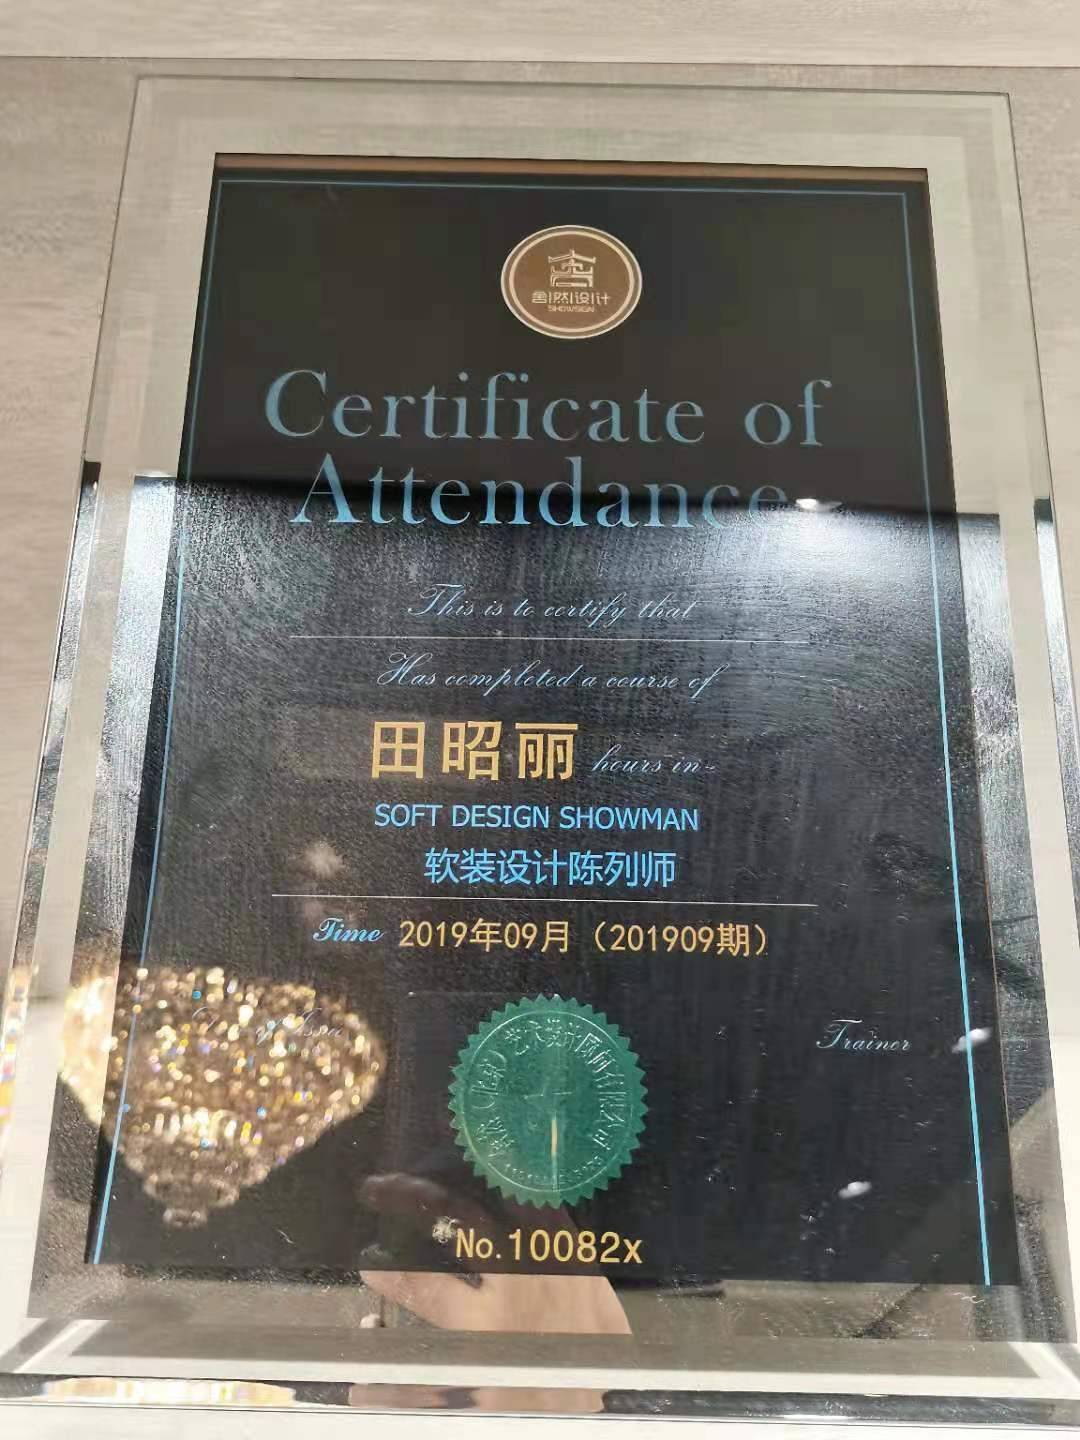 舍然设计
SHOWSIGN
Certificate of
Attendance
This is to certify that
Has completed a course of
田昭丽 hours in-
SOFT DESIGN SHOWMAN
软装设计陈列师
Time 2019年09月（201909期）
Trainer
No.10082x